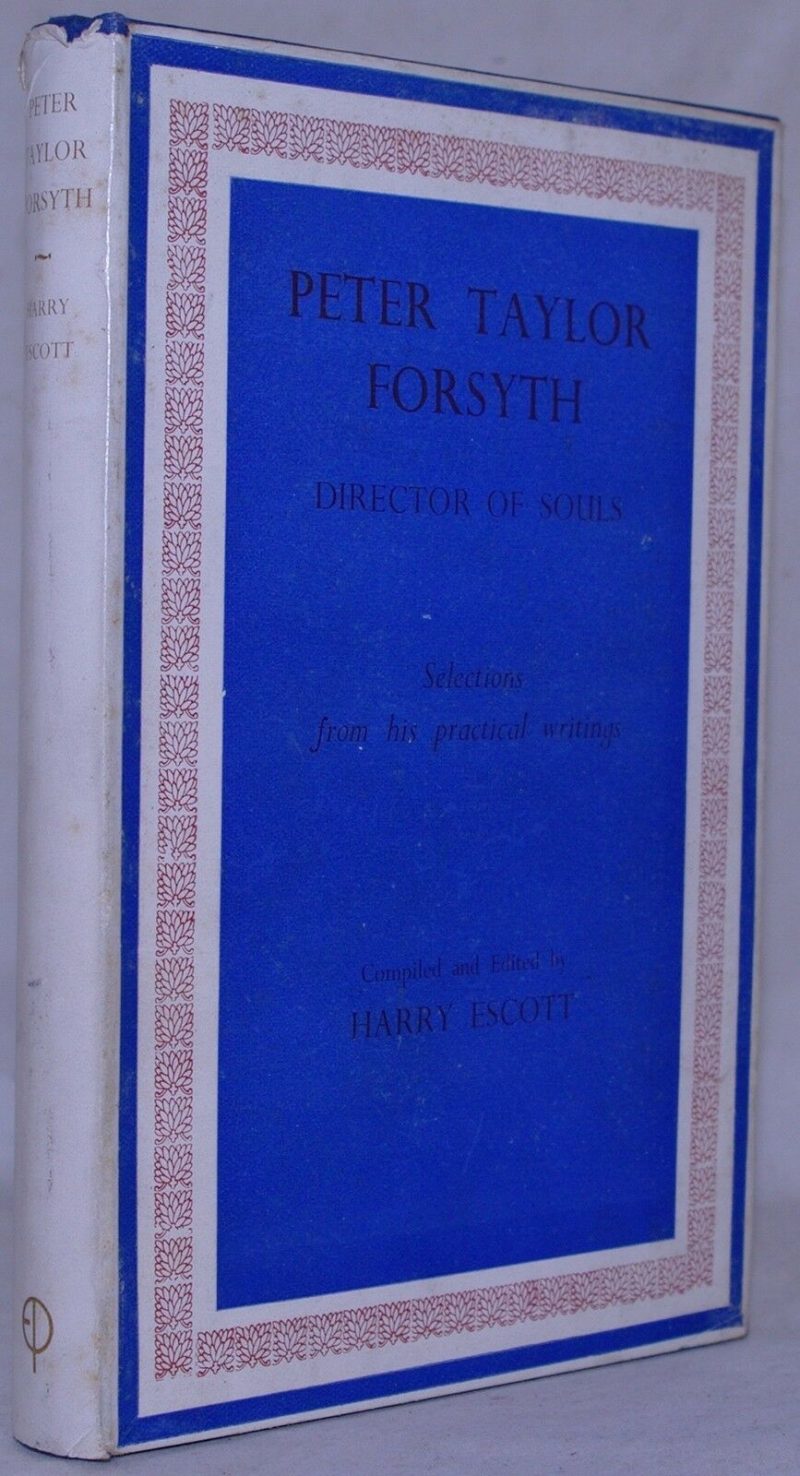 PETER
TAYLOR
FORSYTH
~
HARRY
ESCOTT
EP
PETER TAYLOR
FORSYTH
DIRECTOR OF SOULS
Selections
from his practical writings
Compiled and Edited by
HARRY ESCOTT